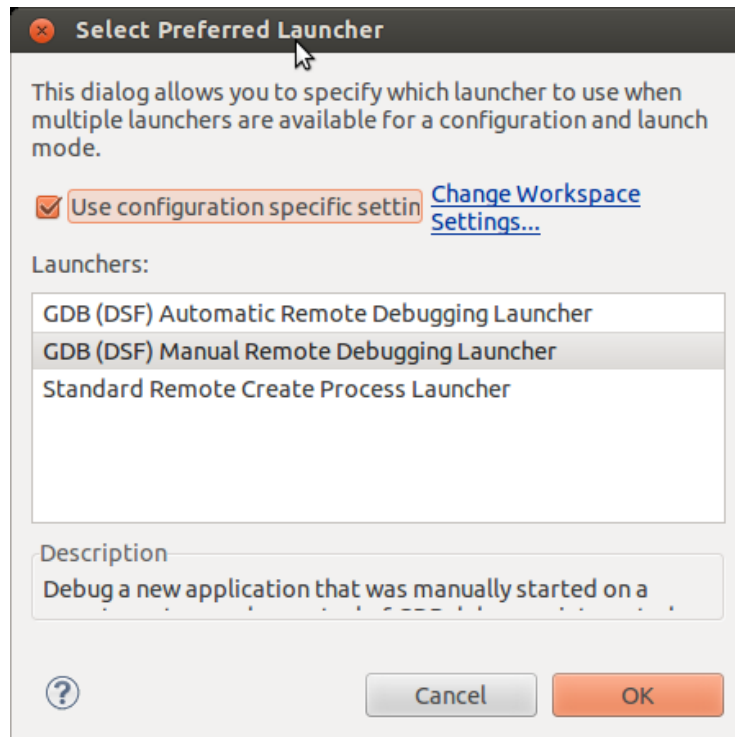 Select Preferred Launcher
This dialog allows you to specify which launcher to use when
multiple launchers are available for a configuration and launch
mode.
Use configuration specific settin
Change Workspace
Settings...
Launchers:
GDB (DSF) Automatic Remote Debugging Launcher
GDB (DSF) Manual Remote Debugging Launcher
Standard Remote Create Process Launcher
Description
Debug a new application that was manually started on a
Cancel
OK